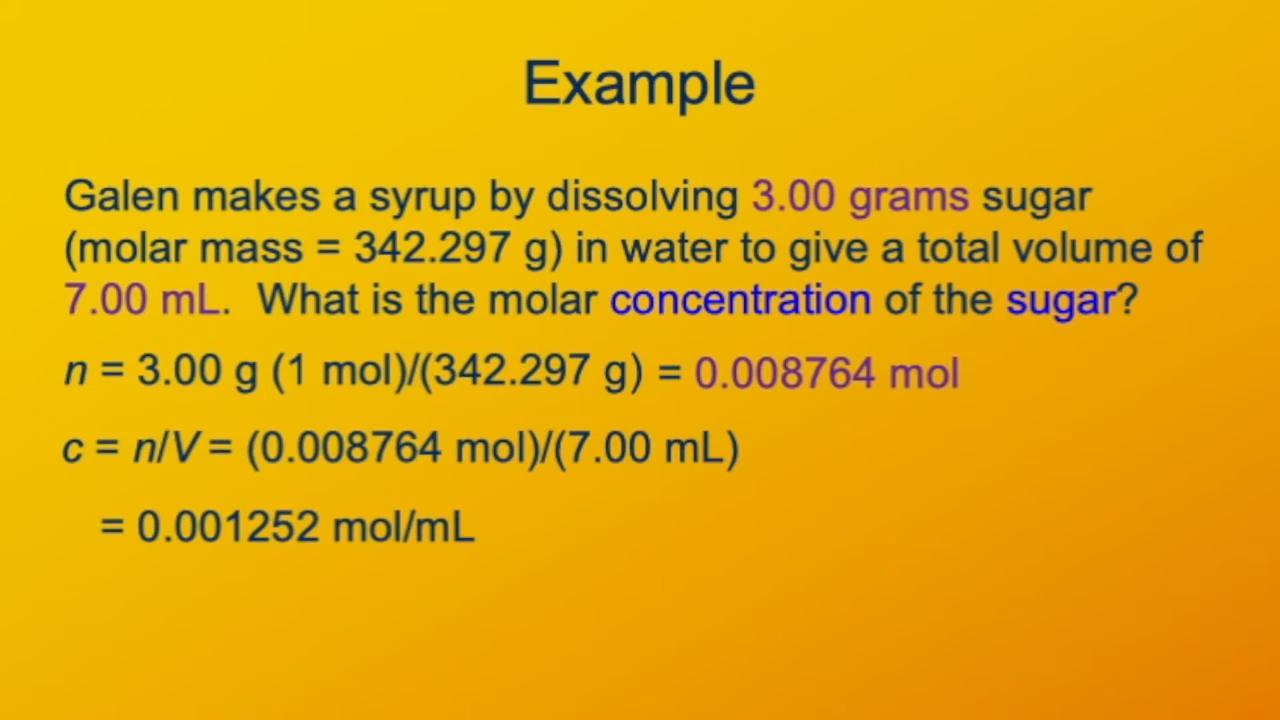 Example
Galen makes a syrup by dissolving 3.00 grams sugar
(molar mass = 342.297 g) in water to give a total volume of
7.00 mL. What is the molar concentration of the sugar?
n = 3.00 g (1 mol)/(342.297 g) = 0.008764 mol
c = n/V = (0.008764 mol)/(7.00 mL)
= 0.001252 mol/mL